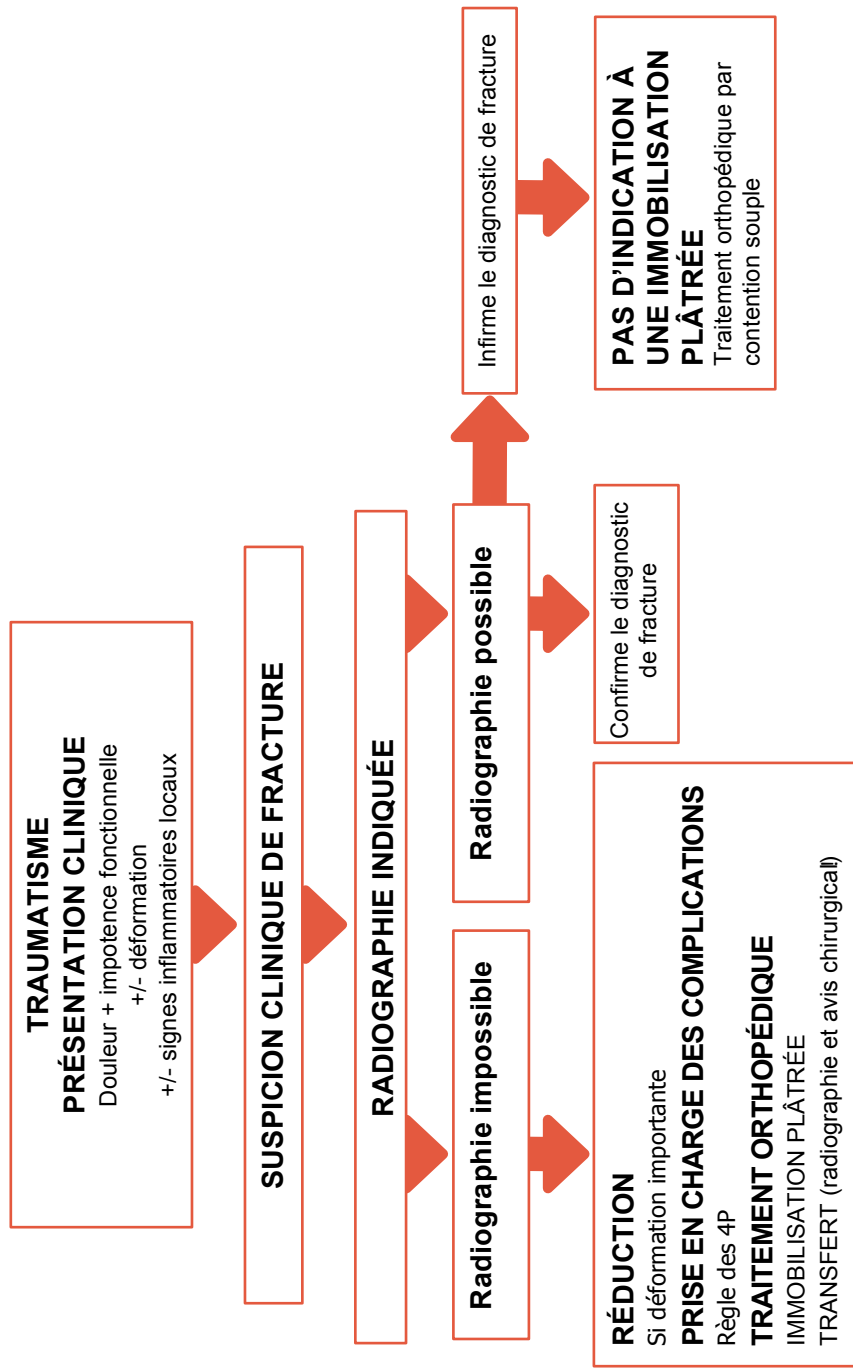 TRAUMATISME
PRÉSENTATION CLINIQUE
Douleur + impotence fonctionnelle
+/- déformation
+/- signes inflammatoires locaux
SUSPICION CLINIQUE DE FRACTURE
RADIOGRAPHIE INDIQUÉE
Radiographie impossible
Radiographie possible
Infirme le diagnostic de fracture
RÉDUCTION
Si déformation importante
PRISE EN CHARGE DES COMPLICATIONS
Règle des 4P
TRAITEMENT ORTHOPÉDIQUE
IMMOBILISATION PLÂTRÉE
TRANSFERT (radiographie et avis chirurgical)
Confirme le diagnostic
de fracture
PAS D'INDICATION À
UNE IMMOBILISATION
PLÂTRÉE
Traitement orthopédique par
contention souple